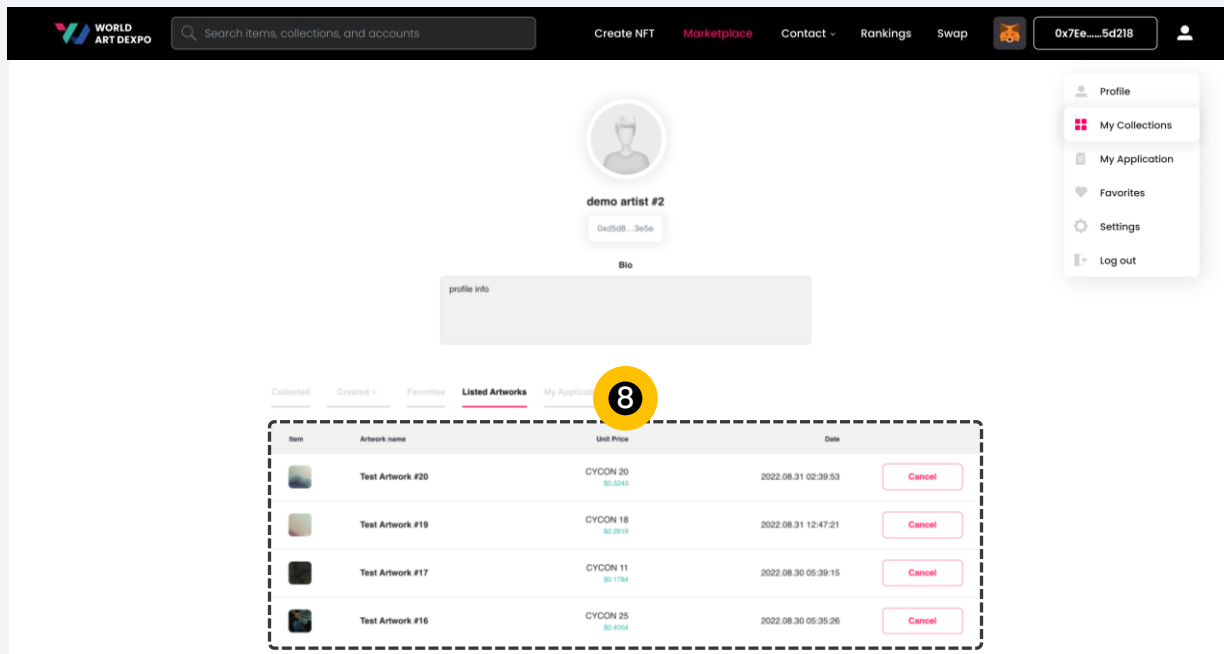 WORLD
ART DEXPO
Search items, collections, and accounts
Create NFT
Marketplace
Contact
Rankings
Swap
0x7Ee......5d218
Profile
My Collections
My Application
Favorites
Settings
Log out
demo artist #2
0xd5d8...3e5e
Bio
profile info
Collected
Created
Favorites
Listed Artworks
My Applicati
8
Item Artwork name Unit Price Date
Test Artwork #20 CYCON 20 2022.08.31 02:39:53 Cancel
$0.3243
Test Artwork #19 CYCON 18 2022.08.31 12:47:21 Cancel
$0.2919
Test Artwork #17 CYCON 11 2022.08.30 05:39:15 Cancel
$0.1784
Test Artwork #16 CYCON 25 2022.08.30 05:35:26 Cancel
$0.4054